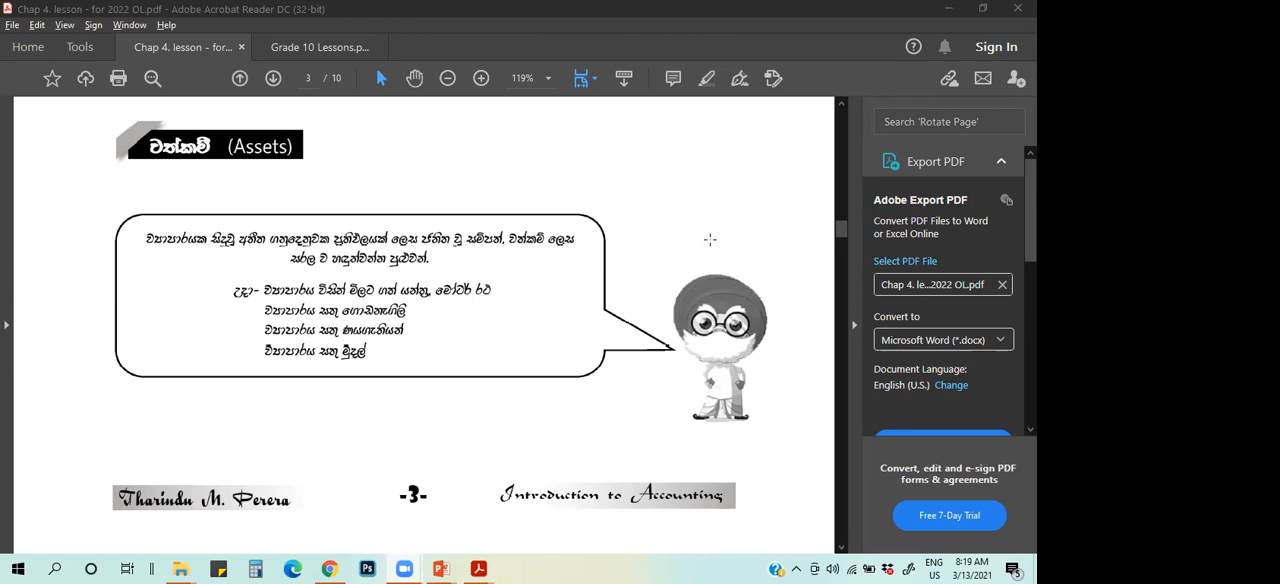 Chap 4. lesson - for 2022 OL.pdf - Adobe Acrobat Reader DC (32-bit)
File Edit View Sign Window Help
Home Tools Chap 4. lesson - for... × Grade 10 Lessons.p... Sign In
3 / 10 119%
වත්කම් (Assets)
ව්‍යාපාරයක සිදුවූ අතීත ගනුදෙනුවක ප්‍රතිඵලයක් ලෙස ජනිත වූ සම්පත්, වත්කම් ලෙස
සරල ව හඳුන්වන්න පුළුවන්.
උදා- ව්‍යාපාරය විසින් මිලට ගත් යන්ත්‍ර, මෝටර් රථ
ව්‍යාපාරය සතු ගොඩනැගිලි
ව්‍යාපාරය සතු ණයගැතියන්
ව්‍යාපාරය සතු මුදල්
Tharindu M. Perera -3- Introduction to Accounting
Search 'Rotate Page'
Export PDF
Adobe Export PDF
Convert PDF Files to Word
or Excel Online
Select PDF File
Chap 4. le...2022 OL.pdf ×
Convert to
Microsoft Word (*.docx)
Document Language:
English (U.S.) Change
Convert, edit and e-sign PDF
forms & agreements
Free 7-Day Trial
ENG 8:19 AM
US 3/13/2021 5